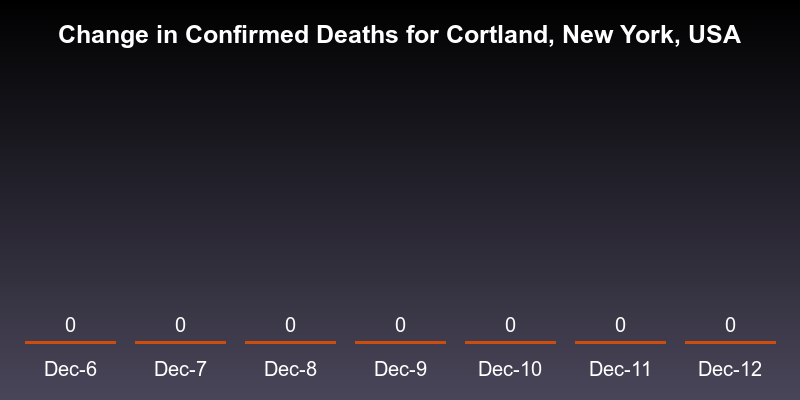 Change in Confirmed Deaths for Cortland, New York, USA
0 0 0 0 0 0 0
Dec-6 Dec-7 Dec-8 Dec-9 Dec-10 Dec-11 Dec-12